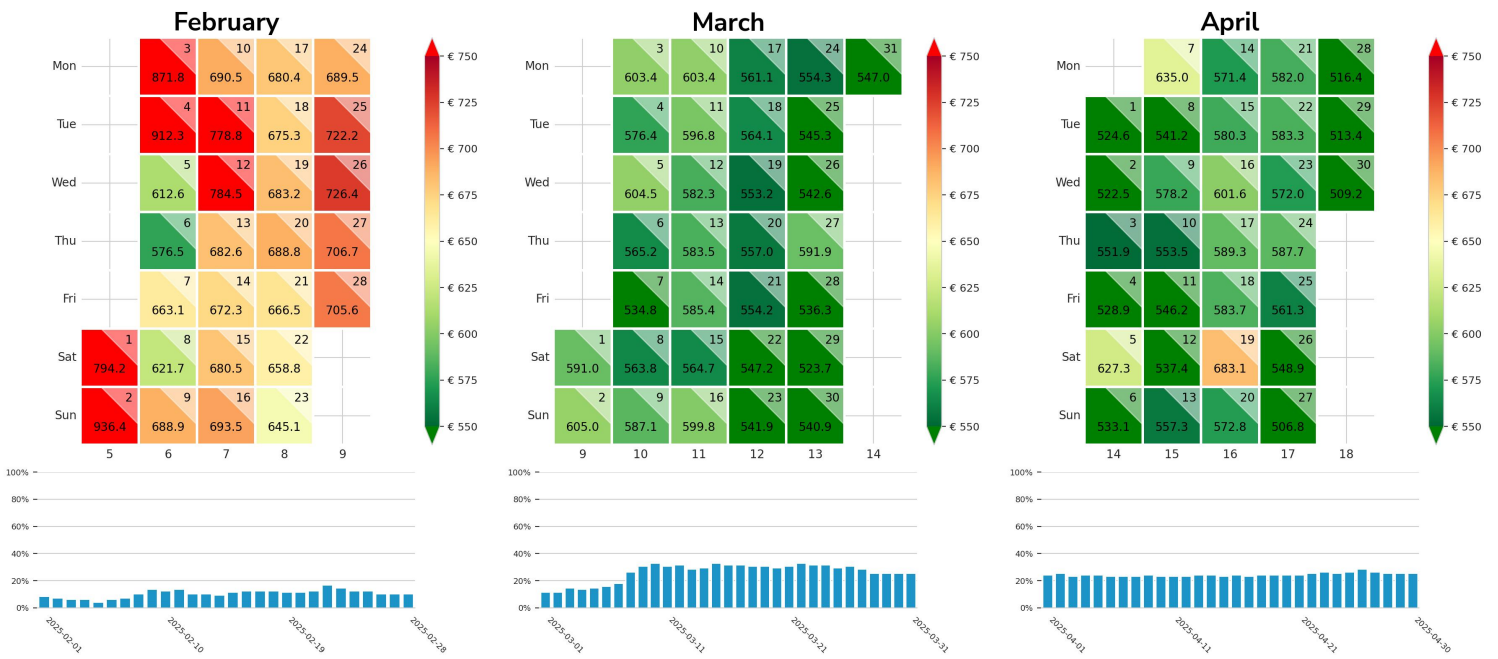 February March April
3 10 17 24 € 750 3 10 17 24 31 € 750 7 14 21 28 € 750
Mon 871.8 690.5 680.4 689.5 Mon 603.4 603.4 561.1 554.3 547.0 Mon 635.0 571.4 582.0 516.4
€ 725 € 725 € 725
4 11 18 25 4 11 18 25 1 8 15 22 29
Tue 912.3 778.8 675.3 722.2 Tue 576.4 596.8 564.1 545.3 Tue 524.6 541.2 580.3 583.3 513.4
€ 700 € 700 € 700
5 12 19 26 5 12 19 26 2 9 16 23 30
Wed 612.6 784.5 683.2 726.4 € 675 Wed 604.5 582.3 553.2 542.6 € 675 Wed 522.5 578.2 601.6 572.0 509.2 € 675
6 13 20 27 6 13 20 27 3 10 17 24
Thu 576.5 682.6 688.8 706.7 € 650 Thu 565.2 583.5 557.0 591.9 € 650 Thu 551.9 553.5 589.3 587.7 € 650
7 14 21 28 7 14 21 28 4 11 18 25
Fri 663.1 672.3 666.5 705.6 € 625 Fri 534.8 585.4 554.2 536.3 € 625 Fri 528.9 546.2 583.7 561.3 € 625
1 8 15 22 € 600 1 8 15 22 29 € 600 5 12 19 26 € 600
Sat 794.2 621.7 680.5 658.8 Sat 591.0 563.8 564.7 547.2 523.7 Sat 627.3 537.4 683.1 548.9
€ 575 € 575 € 575
2 9 16 23 2 9 16 23 30 6 13 20 27
Sun 936.4 688.9 693.5 645.1 € 550 Sun 605.0 587.1 599.8 541.9 540.9 € 550 Sun 533.1 557.3 572.8 506.8 € 550
5 6 7 8 9 9 10 11 12 13 14 14 15 16 17 18
100% 100% 100%
80% 80% 80%
60% 60% 60%
40% 40% 40%
20% 20% 20%
0% 0% 0%
2025-02-01 2025-02-10 2025-02-19 2025-02-28 2025-03-01 2025-03-11 2025-03-21 2025-03-31 2025-04-01 2025-04-11 2025-04-21 2025-04-30